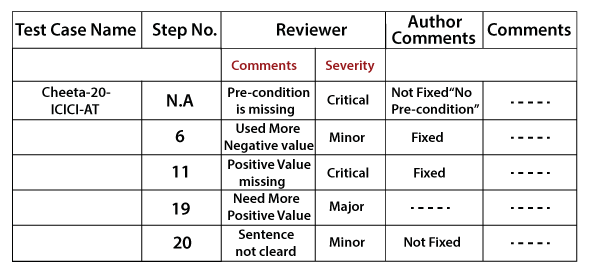 Test Case Name Step No. Reviewer Author Comments Comments
Comments Severity
Cheeta-20-ICICI-AT N.A Pre-condition is missing Critical Not Fixed“No Pre-condition” -----
6 Used More Negative value Minor Fixed -----
11 Positive Value missing Critical Fixed -----
19 Need More Positive Value Major ----- -----
20 Sentence not cleard Minor Not Fixed -----